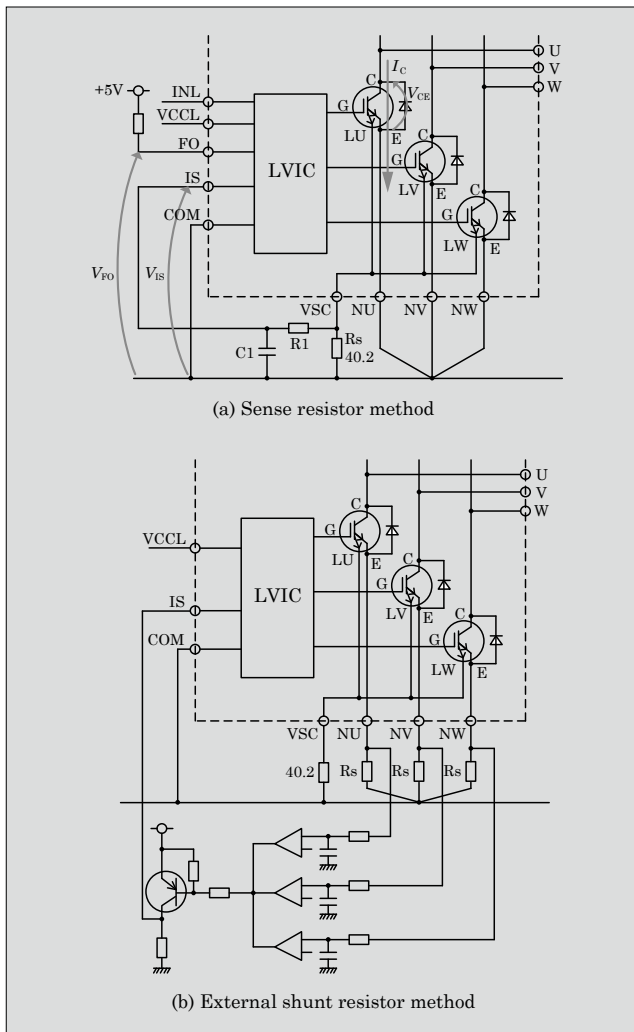 U
V
W
+5V
INL
VCCL
FO
IS
COM
LVIC
I_C
C
V_CE
G
E
LU
C
G
LV
E
C
G
LW
E
V_FO
V_IS
VSC
NU
NV
NW
C1
R1
Rs
40.2
(a) Sense resistor method
U
V
W
VCCL
IS
COM
LVIC
C
G
LU
E
C
G
LV
E
C
G
LW
E
VSC
NU
NV
NW
40.2
Rs
Rs
Rs
(b) External shunt resistor method